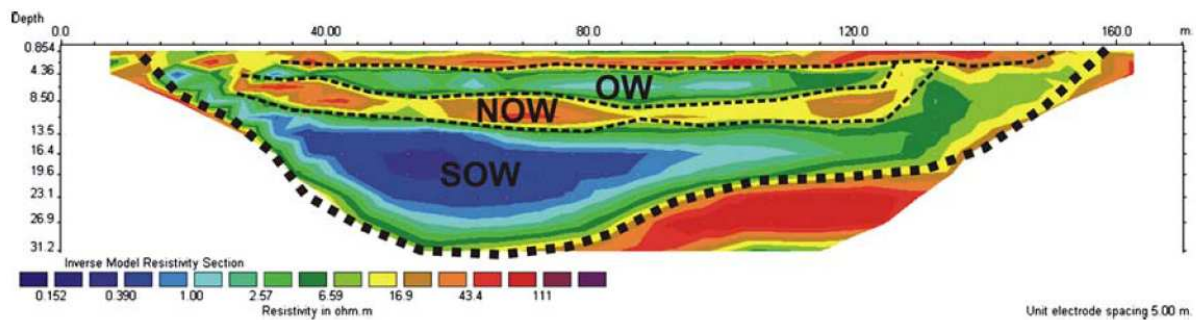 Depth
0.0 40.00 80.0 120.0 160.0 m.
0.854
4.36
8.50
13.5
16.4
19.6
23.1
26.9
31.2
OW
NOW
SOW
Inverse Model Resistivity Section
0.152 0.390 1.00 2.57 6.59 16.9 43.4 111
Resistivity in ohm.m
Unit electrode spacing 5.00 m.